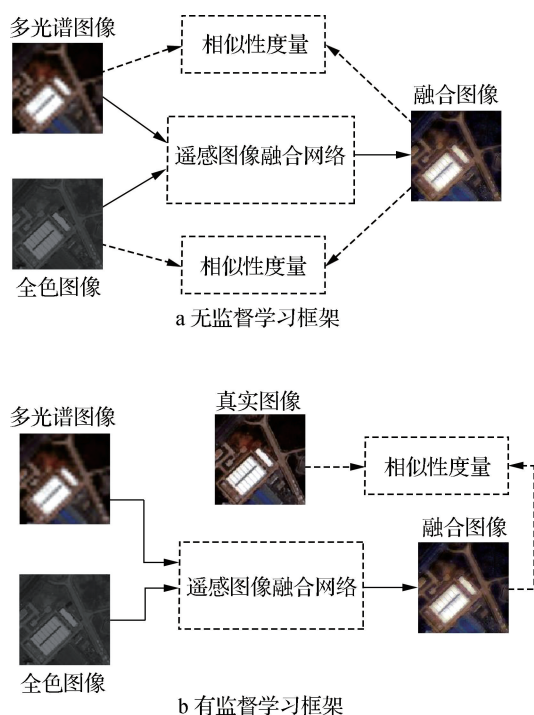 多光谱图像
相似性度量
融合图像
遥感图像融合网络
全色图像
相似性度量
a 无监督学习框架
多光谱图像
真实图像
相似性度量
融合图像
遥感图像融合网络
全色图像
b 有监督学习框架